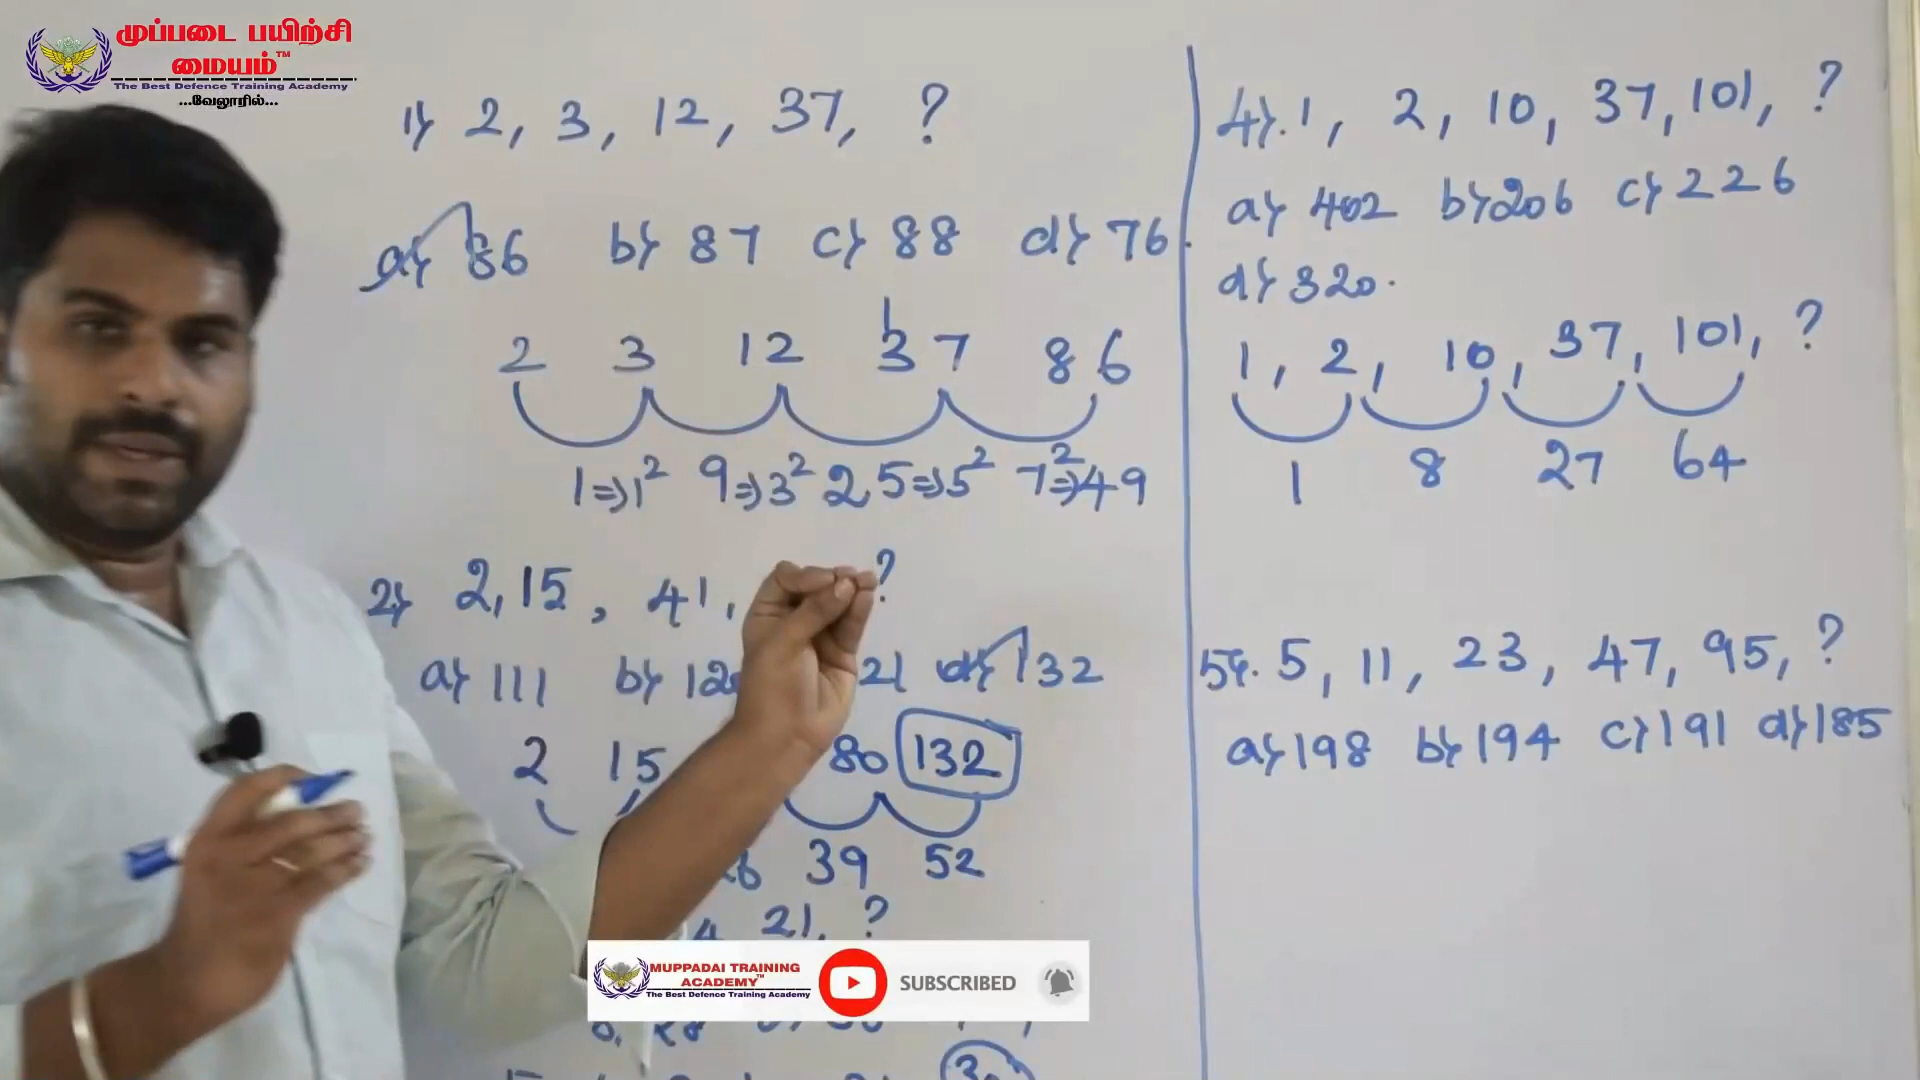 முப்படை பயிற்சி
மையம்™
The Best Defence Training Academy
...வேலூரில்...
1) 2, 3, 12, 37, ?
a) 86 b) 87 c) 88 d) 76.
2 3 12 37 86
1⇒1² 9⇒3² 25⇒5² 7²⇒49
2) 2, 15, 41, ?
a) 111 b) 21 d) 132
2 15 80 132
39 52
21, ?
4). 1, 2, 10, 37, 101, ?
a) 402 b) 206 c) 226
d) 320.
1, 2, 10, 37, 101, ?
1 8 27 64
5). 5, 11, 23, 47, 95, ?
a) 198 b) 194 c) 191 d) 185
MUPPADAI TRAINING
ACADEMY™
The Best Defence Training Academy
SUBSCRIBED